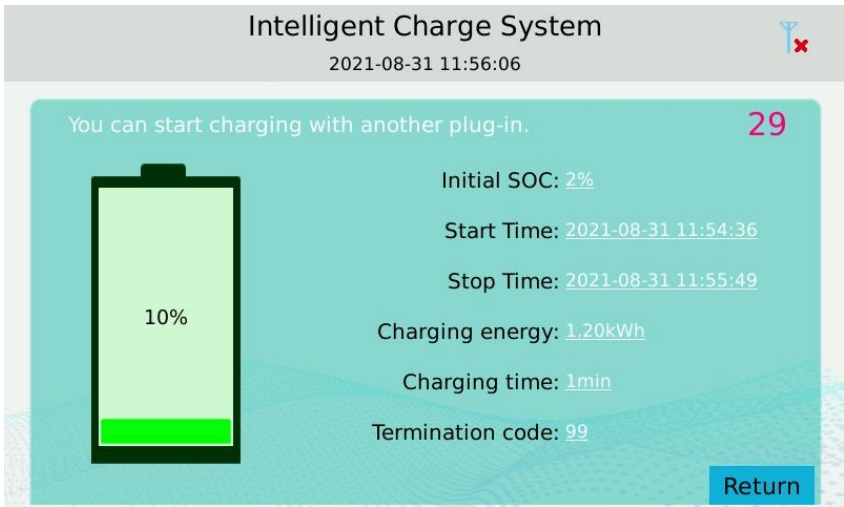 Intelligent Charge System
2021-08-31 11:56:06
You can start charging with another plug-in.
29
10%
Initial SOC: 2%
Start Time: 2021-08-31 11:54:36
Stop Time: 2021-08-31 11:55:49
Charging energy: 1.20kWh
Charging time: 1min
Termination code: 99
Return